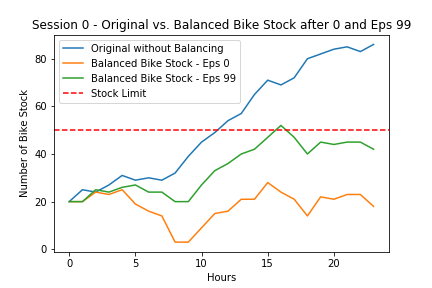 Session 0 - Original vs. Balanced Bike Stock after 0 and Eps 99
Original without Balancing
Balanced Bike Stock - Eps 0
Balanced Bike Stock - Eps 99
Stock Limit
Number of Bike Stock
80
60
40
20
0
0 5 10 15 20
Hours